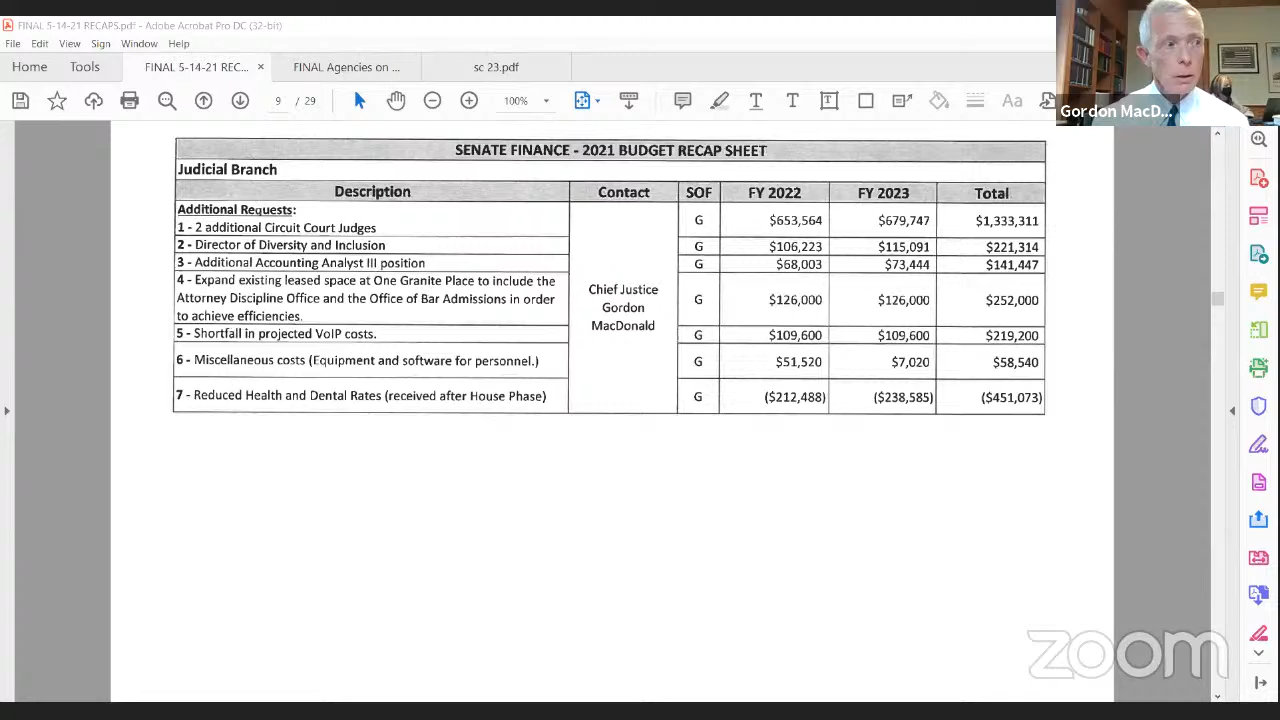 FINAL 5-14-21 RECAPS.pdf - Adobe Acrobat Pro DC (32-bit)
File Edit View Sign Window Help
Home Tools FINAL 5-14-21 REC... × FINAL Agencies on ... sc 23.pdf
/ 29 100%
Aa
Gordon MacD...
SENATE FINANCE - 2021 BUDGET RECAP SHEET
Judicial Branch
Description Contact SOF FY 2022 FY 2023 Total
Additional Requests:
1 - 2 additional Circuit Court Judges G $653,564 $679,747 $1,333,311
2 - Director of Diversity and Inclusion G $106,223 $115,091 $221,314
3 - Additional Accounting Analyst III position G $68,003 $73,444 $141,447
4 - Expand existing leased space at One Granite Place to include the
Attorney Discipline Office and the Office of Bar Admissions in order
to achieve efficiencies. G $126,000 $126,000 $252,000
Chief Justice
Gordon
MacDonald
5 - Shortfall in projected VoIP costs. G $109,600 $109,600 $219,200
6 - Miscellaneous costs (Equipment and software for personnel.) G $51,520 $7,020 $58,540
7 - Reduced Health and Dental Rates (received after House Phase) G ($212,488) ($238,585) ($451,073)
zoom